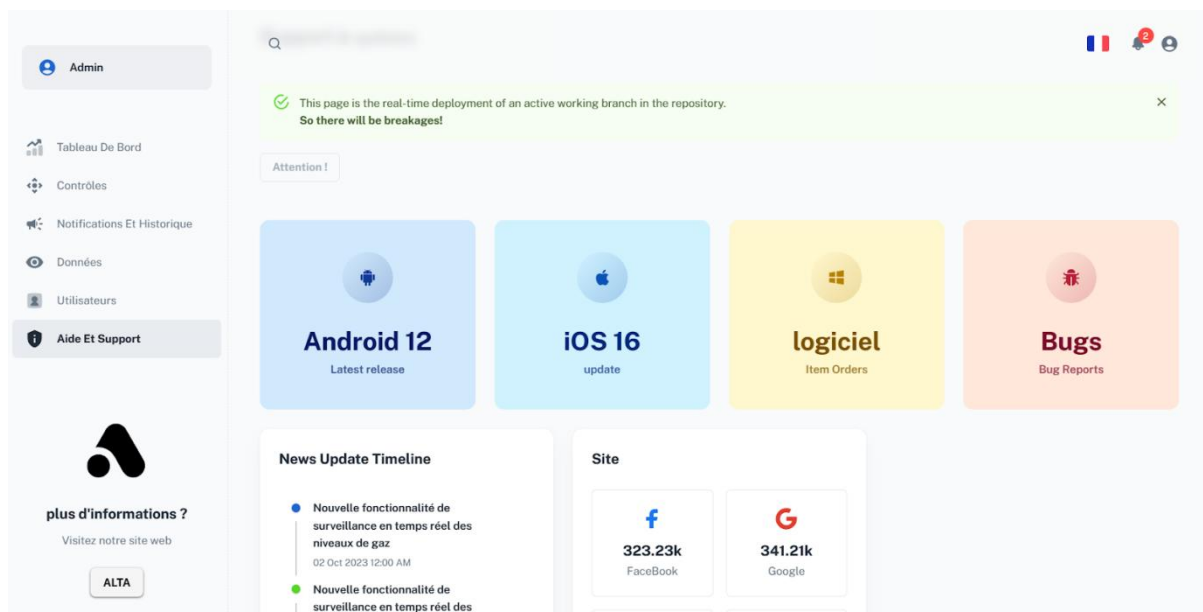 Admin
Tableau De Bord
Contrôles
Notifications Et Historique
Données
Utilisateurs
Aide Et Support
plus d'informations ?
Visitez notre site web
ALTA
2
This page is the real-time deployment of an active working branch in the repository.
So there will be breakages!
Attention !
Android 12
Latest release
iOS 16
update
logiciel
Item Orders
Bugs
Bug Reports
News Update Timeline
Nouvelle fonctionnalité de
surveillance en temps réel des
niveaux de gaz
02 Oct 2023 12:00 AM
Nouvelle fonctionnalité de
surveillance en temps réel des
Site
323.23k
FaceBook
341.21k
Google